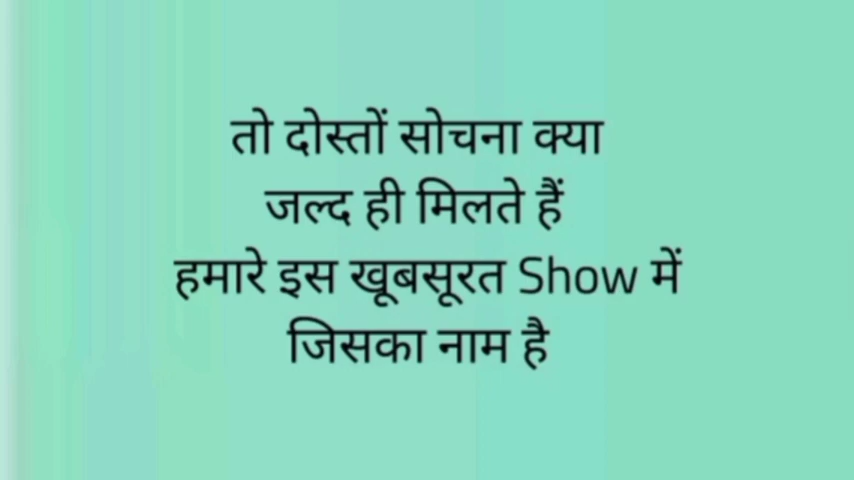 तो दोस्तों सोचना क्या
जल्द ही मिलते हैं
हमारे इस खूबसूरत Show में
जिसका नाम है